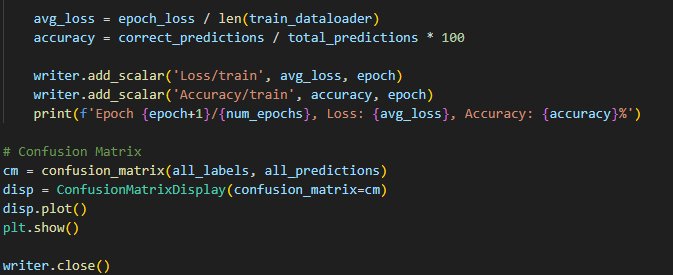 avg_loss = epoch_loss / len(train_dataloader)
accuracy = correct_predictions / total_predictions * 100
writer.add_scalar('Loss/train', avg_loss, epoch)
writer.add_scalar('Accuracy/train', accuracy, epoch)
print(f'Epoch {epoch+1}/{num_epochs}, Loss: {avg_loss}, Accuracy: {accuracy}%')
# Confusion Matrix
cm = confusion_matrix(all_labels, all_predictions)
disp = ConfusionMatrixDisplay(confusion_matrix=cm)
disp.plot()
plt.show()
writer.close()